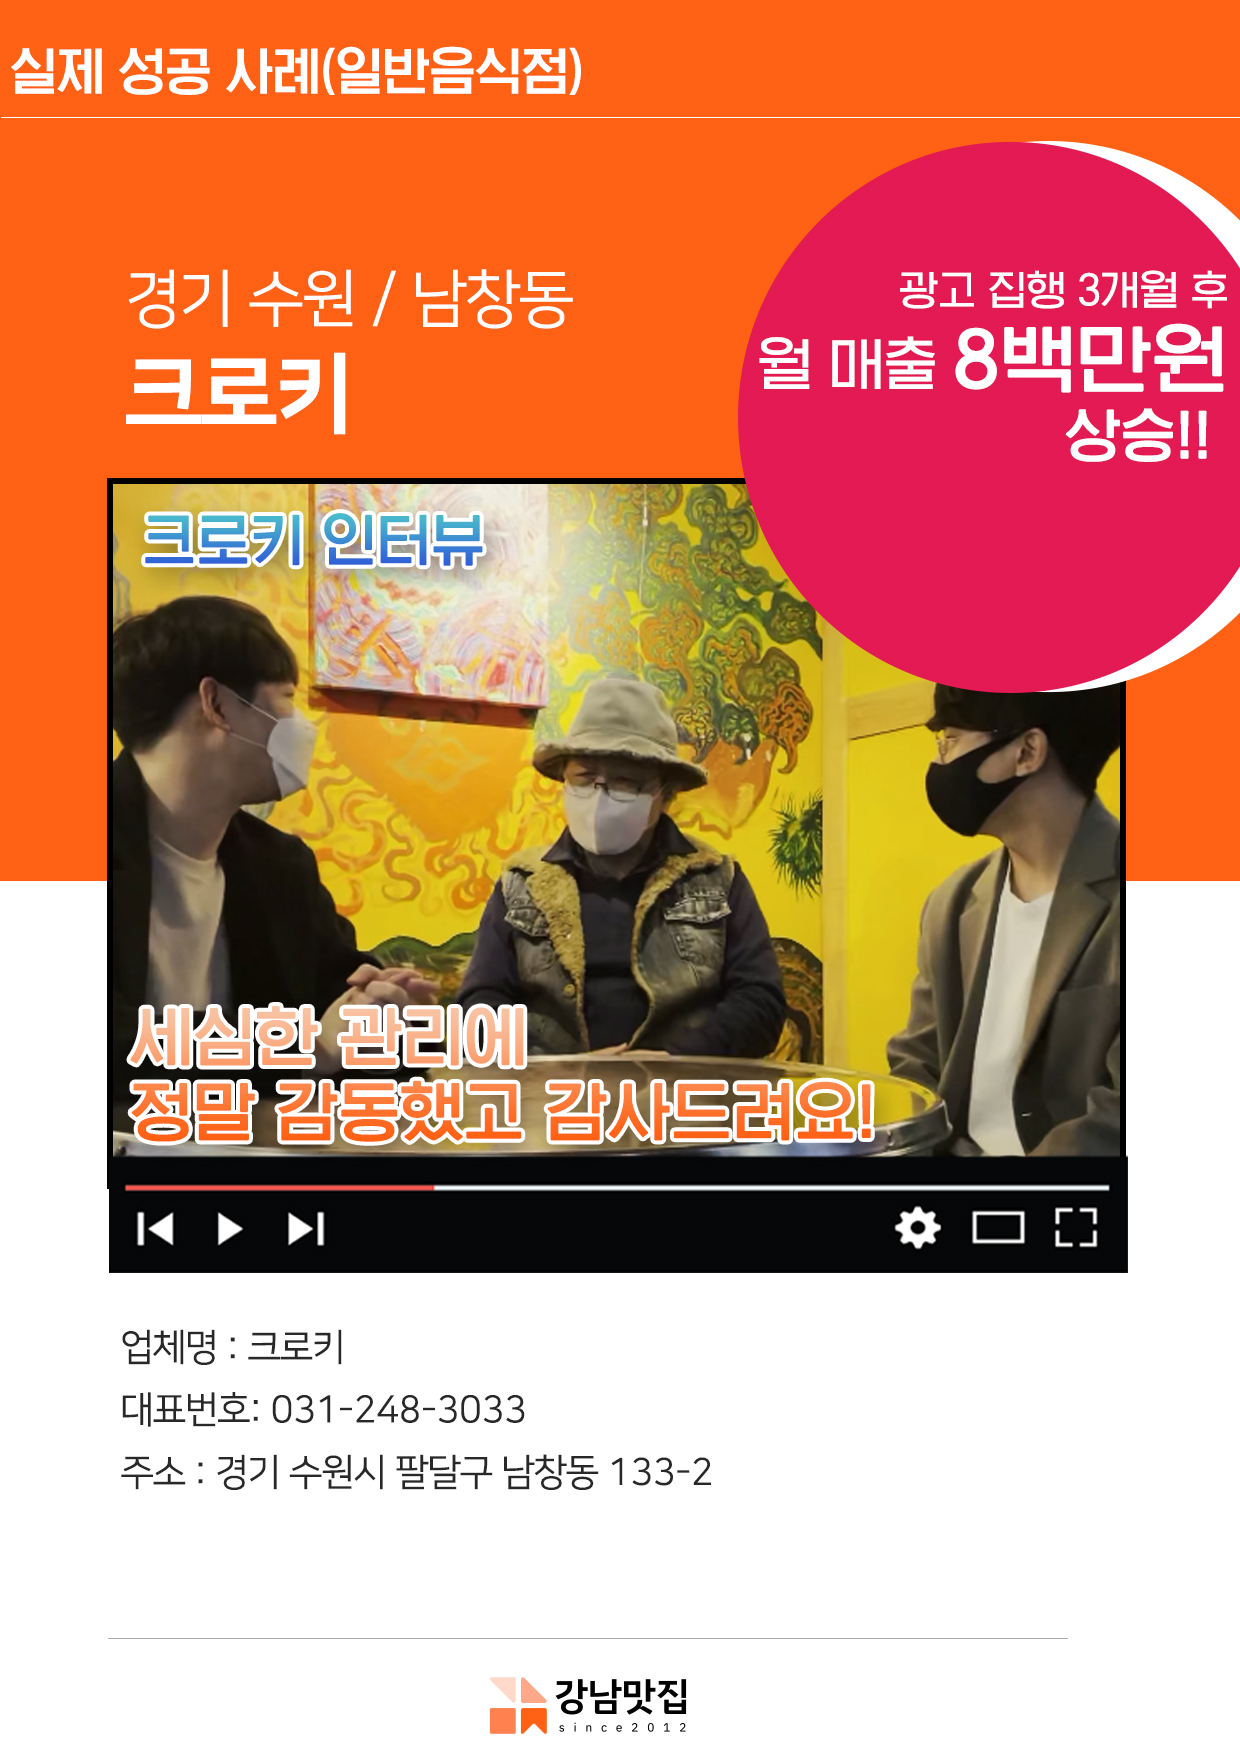 실제 성공 사례(일반음식점)
경기 수원 / 남창동
크로키
광고 집행 3개월 후
월 매출 8백만원
상승!!
크로키 인터뷰
세심한 관리에
정말 감동했고 감사드려요!
업체명 : 크로키
대표번호: 031-248-3033
주소 : 경기 수원시 팔달구 남창동 133-2
강남맛집
since2012